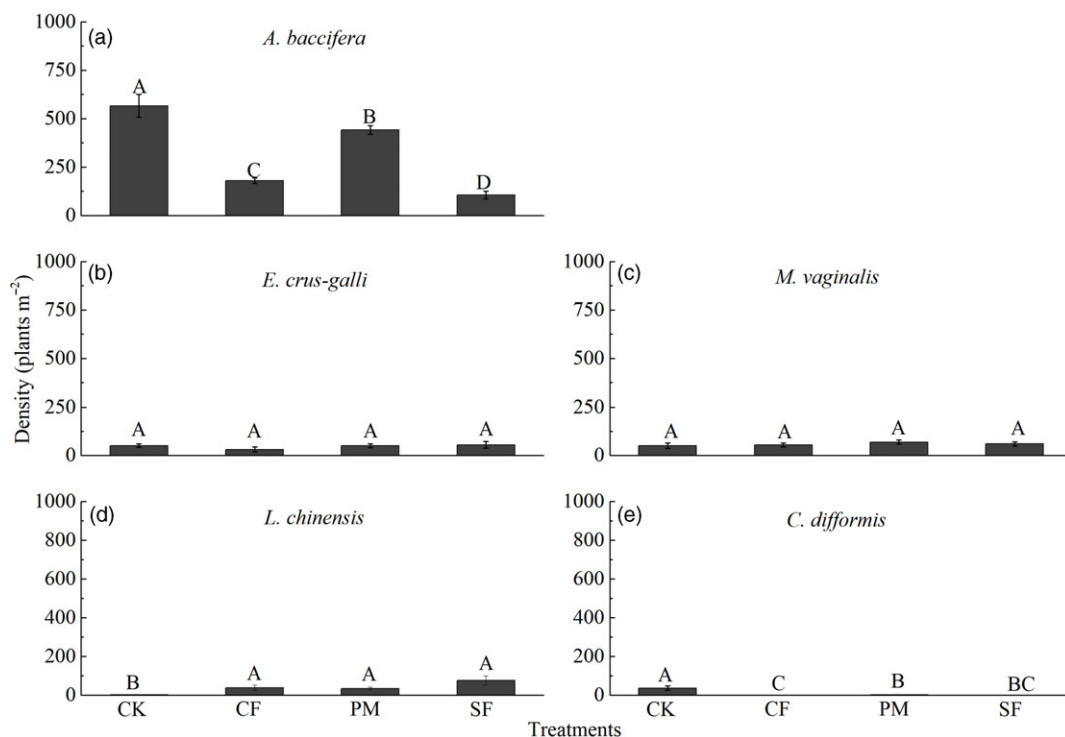 (a)
A. baccifera
1000
750
500
250
0
A
C
B
D
Density (plants m⁻²)
(b)
E. crus-galli
1000
750
500
250
0
A
A
A
A
(c)
M. vaginalis
1000
750
500
250
0
A
A
A
A
(d)
L. chinensis
1000
800
600
400
200
0
B
A
A
A
CK CF PM SF
(e)
C. difformis
1000
800
600
400
200
0
A
C
B
BC
CK CF PM SF
Treatments